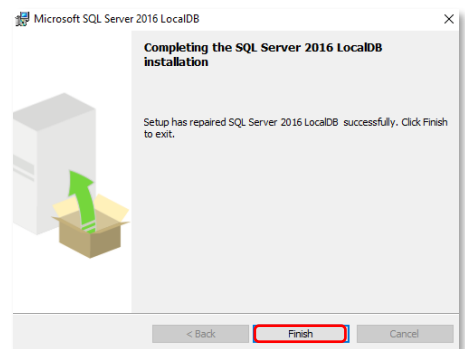 Microsoft SQL Server 2016 LocalDB
Completing the SQL Server 2016 LocalDB
installation
Setup has repaired SQL Server 2016 LocalDB successfully. Click Finish
to exit.
< Back
Finish
Cancel